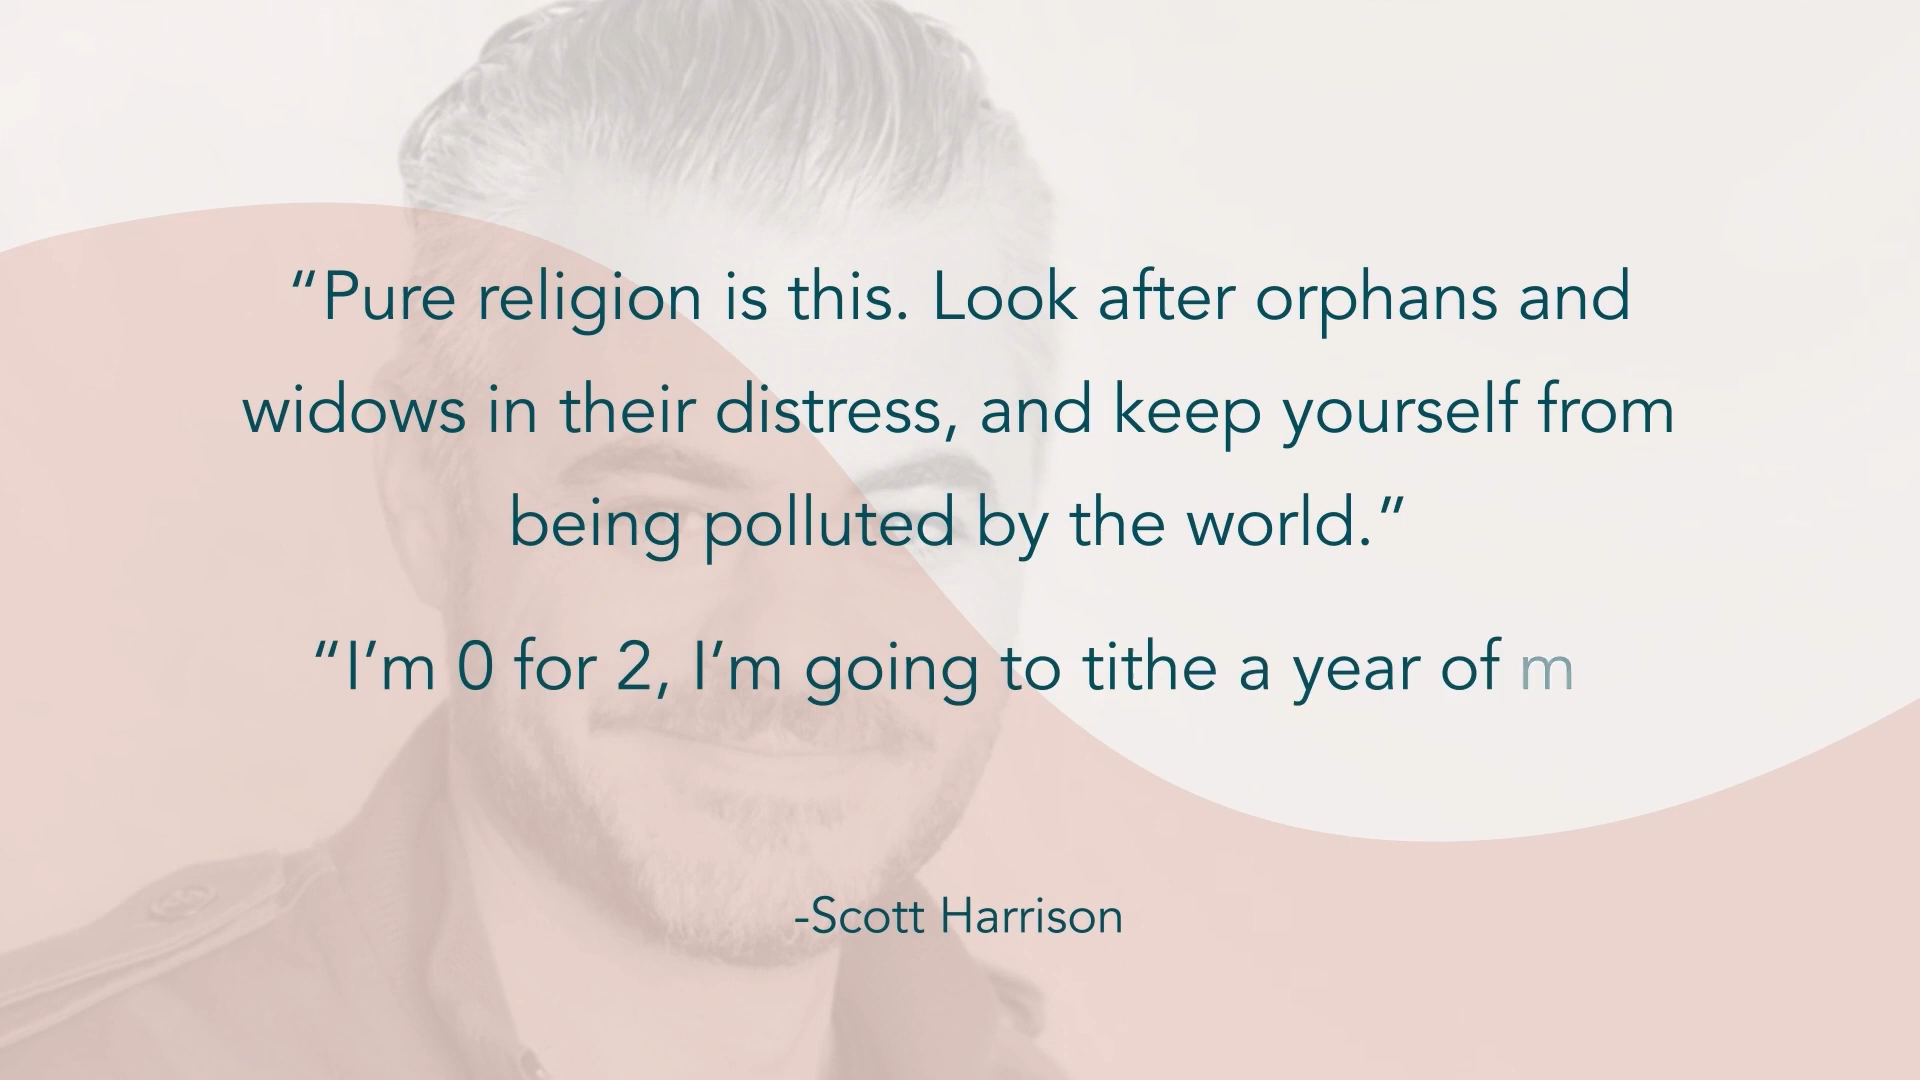 “Pure religion is this. Look after orphans and
widows in their distress, and keep yourself from
being polluted by the world.”
“I’m 0 for 2, I’m going to tithe a year of m
-Scott Harrison